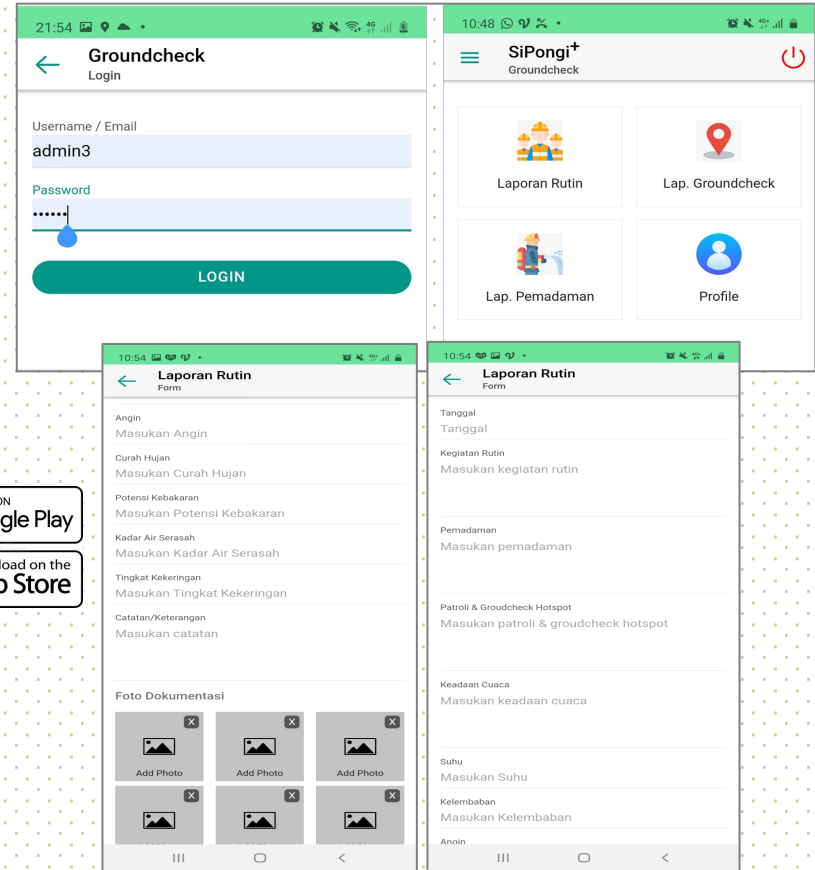 21:54
Groundcheck
Login
Username / Email
admin3
Password
••••••
LOGIN
10:48
4G+
SiPongi+
Groundcheck
Laporan Rutin
Lap. Groundcheck
Lap. Pemadaman
Profile
ON
gle Play
load on the
Store
10:54
Laporan Rutin
Form
Angin
Masukan Angin
Curah Hujan
Masukan Curah Hujan
Potensi Kebakaran
Masukan Potensi Kebakaran
Kadar Air Serasah
Masukan Kadar Air Serasah
Tingkat Kekeringan
Masukan Tingkat Kekeringan
Catatan/Keterangan
Masukan catatan
Foto Dokumentasi
X X X
Add Photo Add Photo Add Photo
X X X
10:54
Laporan Rutin
Form
Tanggal
Tanggal
Kegiatan Rutin
Masukan kegiatan rutin
Pemadaman
Masukan pemadaman
Patroli & Groudcheck Hotspot
Masukan patroli & groudcheck hotspot
Keadaan Cuaca
Masukan keadaan cuaca
Suhu
Masukan Suhu
Kelembaban
Masukan Kelembaban
Angin